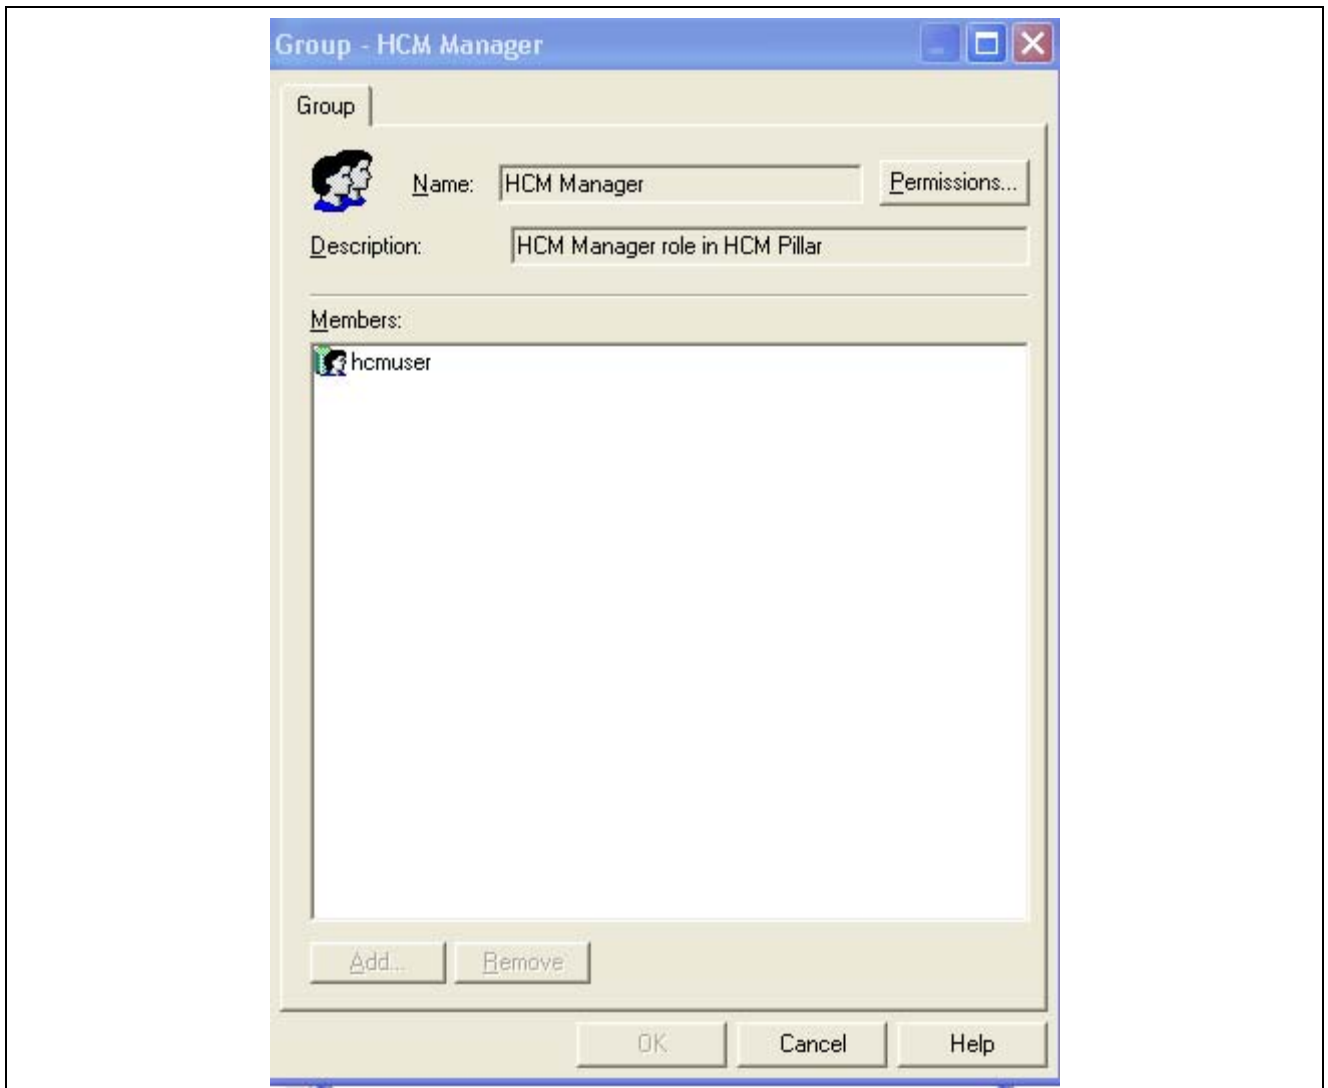 Group - HCM Manager
Group
Name: HCM Manager Permissions...
Description: HCM Manager role in HCM Pillar
Members:
hcmuser
Add... Remove
OK Cancel Help